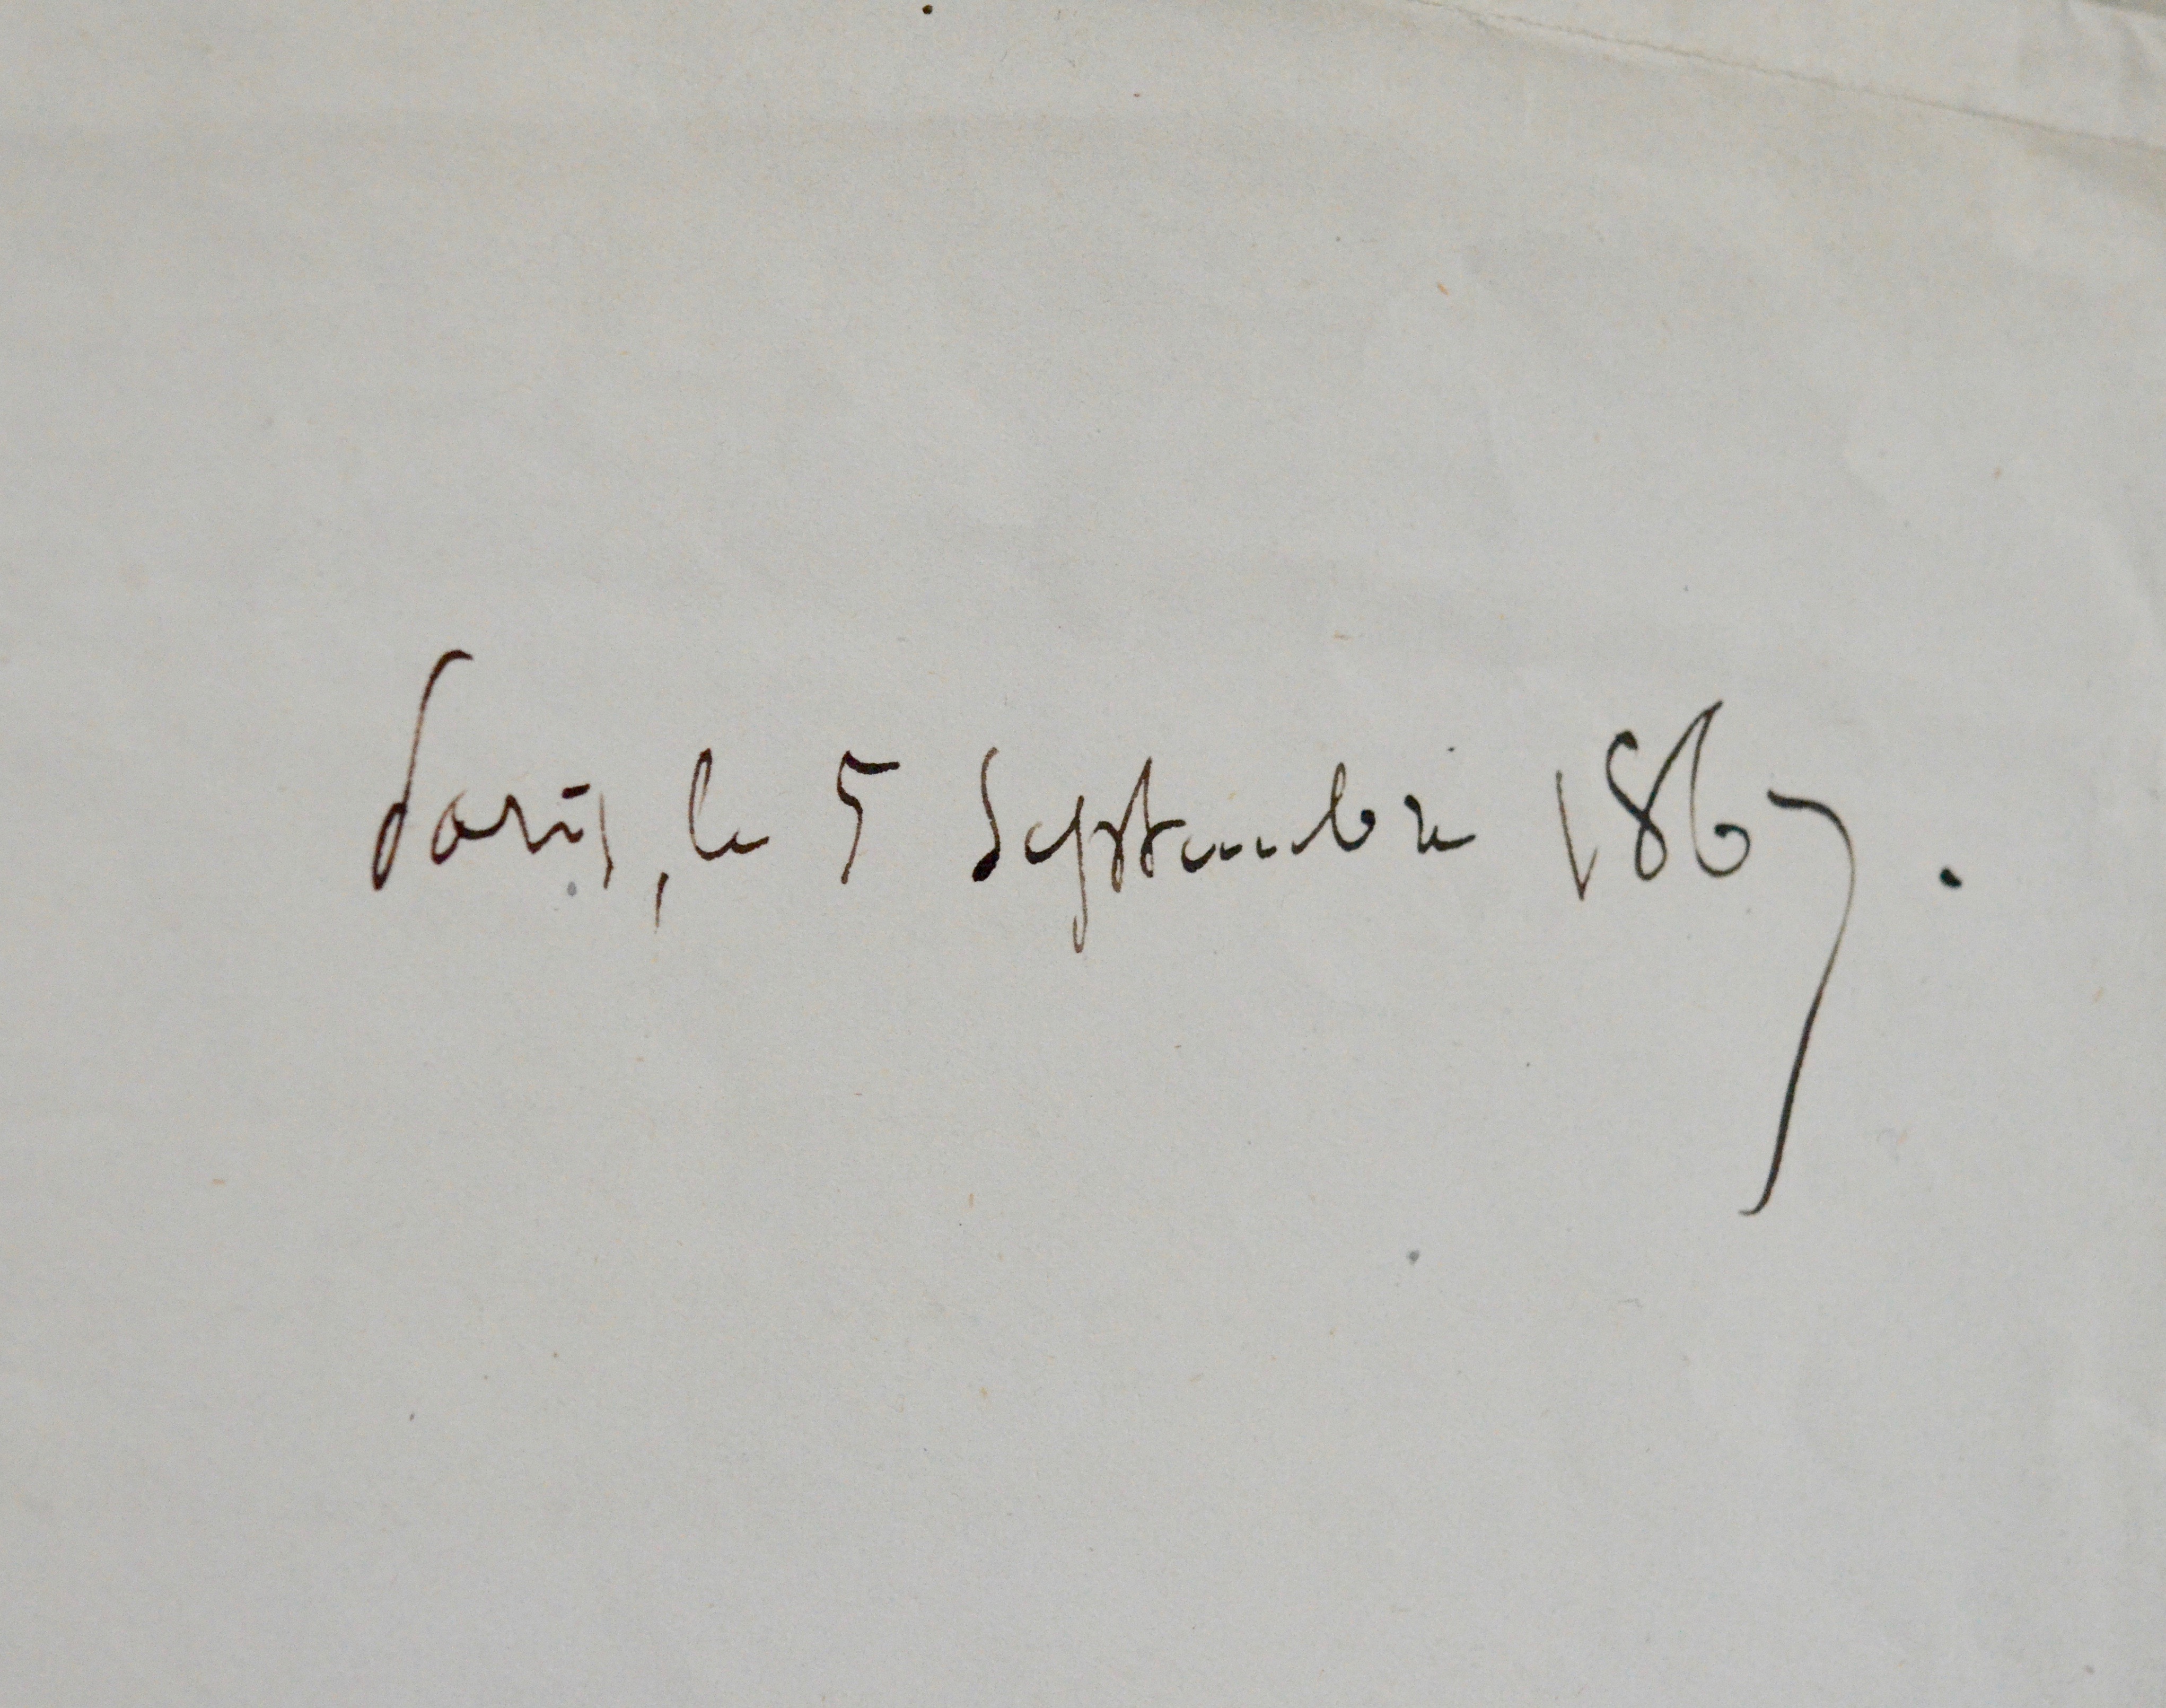 Paris, le 5 Septembre 1867.